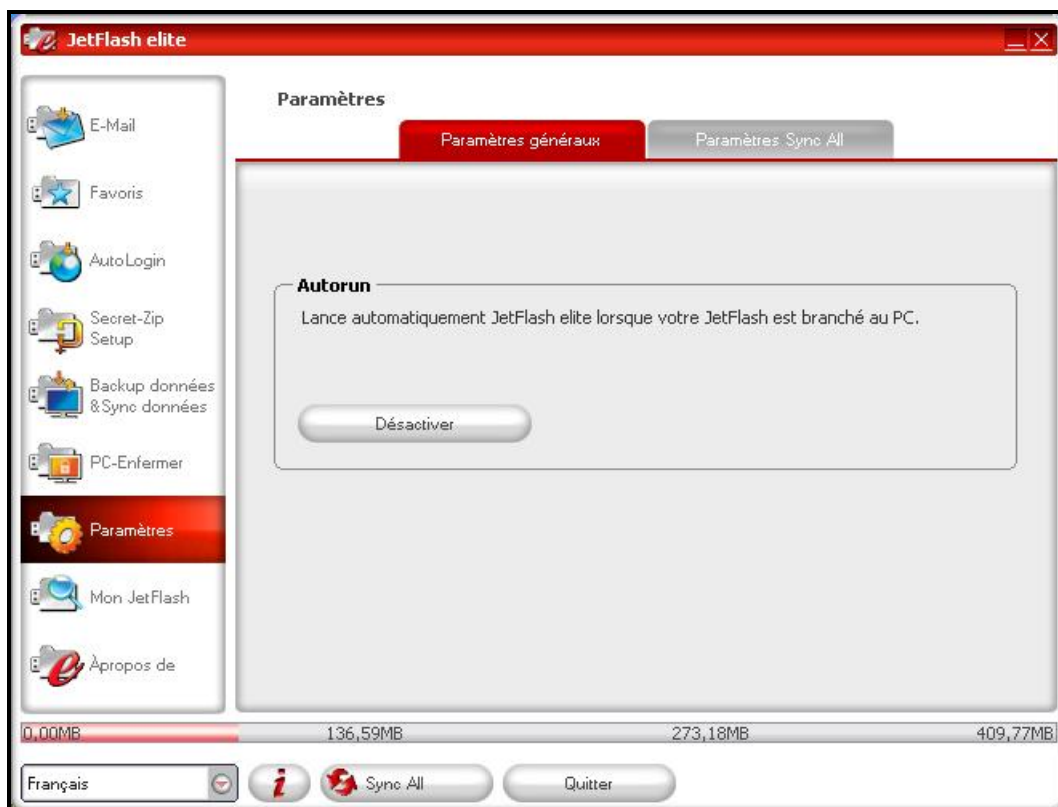 JetFlash elite
E-Mail
Favoris
AutoLogin
Secret-Zip
Setup
Backup données
&Sync données
PC-Enfermer
Paramètres
Mon JetFlash
Àpropos de
Paramètres
Paramètres généraux
Paramètres Sync All
Autorun
Lance automatiquement JetFlash elite lorsque votre JetFlash est branché au PC.
Désactiver
0,00MB 136,59MB 273,18MB 409,77MB
Français
i
Sync All
Quitter